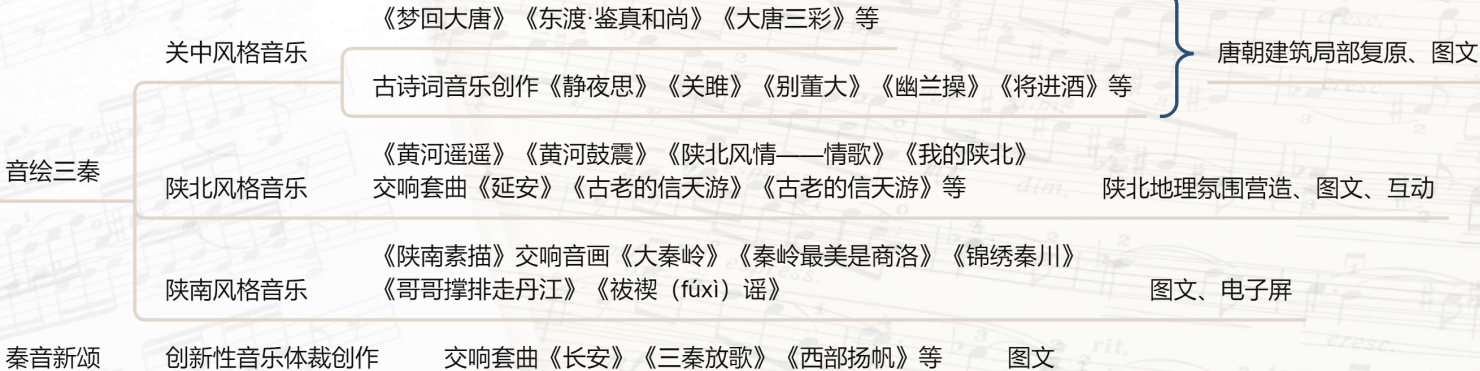 《梦回大唐》《东渡·鉴真和尚》《大唐三彩》等
关中风格音乐
唐朝建筑局部复原、图文
古诗词音乐创作《静夜思》《关雎》《别董大》《幽兰操》《将进酒》等
音绘三秦
《黄河遥遥》《黄河鼓震》《陕北风情——情歌》《我的陕北》
陕北风格音乐
交响套曲《延安》《古老的信天游》《古老的信天游》等
陕北地理氛围营造、图文、互动
《陕南素描》交响音画《大秦岭》《秦岭最美是商洛》《锦绣秦川》
陕南风格音乐
《哥哥撑排走丹江》《祓禊（fúxì）谣》
图文、电子屏
秦音新颂
创新性音乐体裁创作
交响套曲《长安》《三秦放歌》《西部扬帆》等
图文